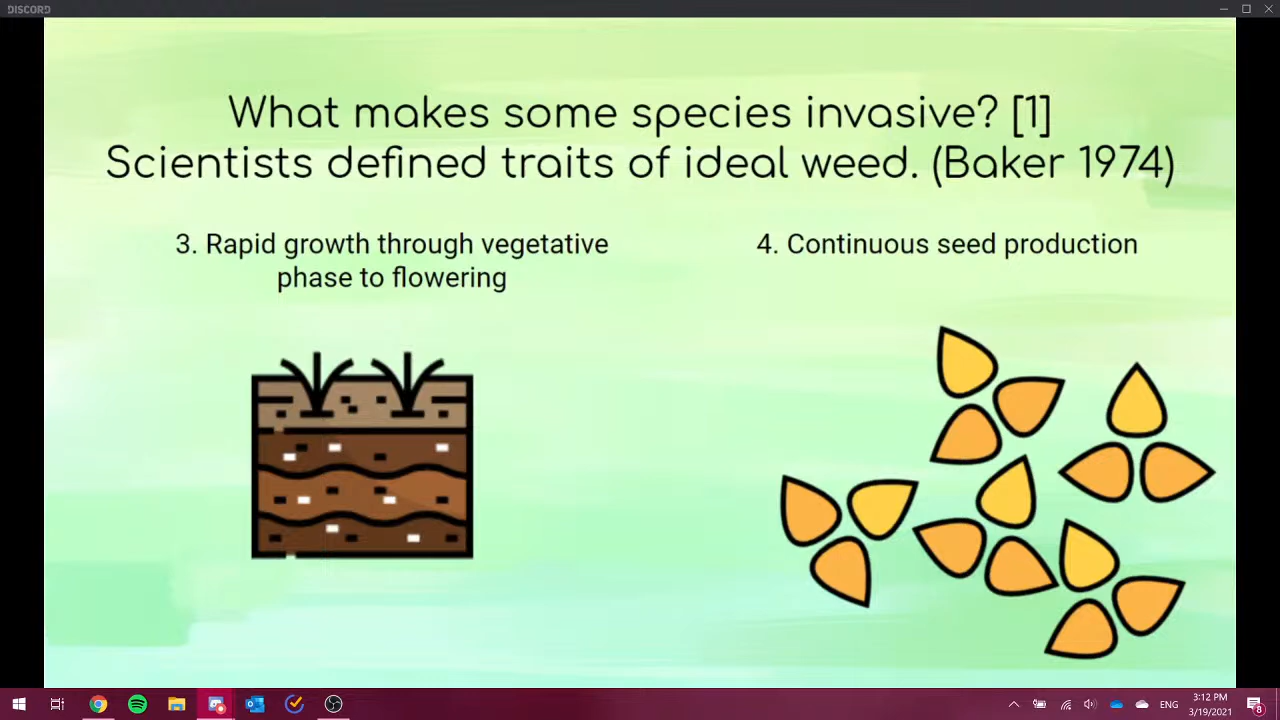 DISCORD
What makes some species invasive? [1]
Scientists defined traits of ideal weed. (Baker 1974)
3. Rapid growth through vegetative
phase to flowering
4. Continuous seed production
ENG
3:12 PM
3/19/2021
8